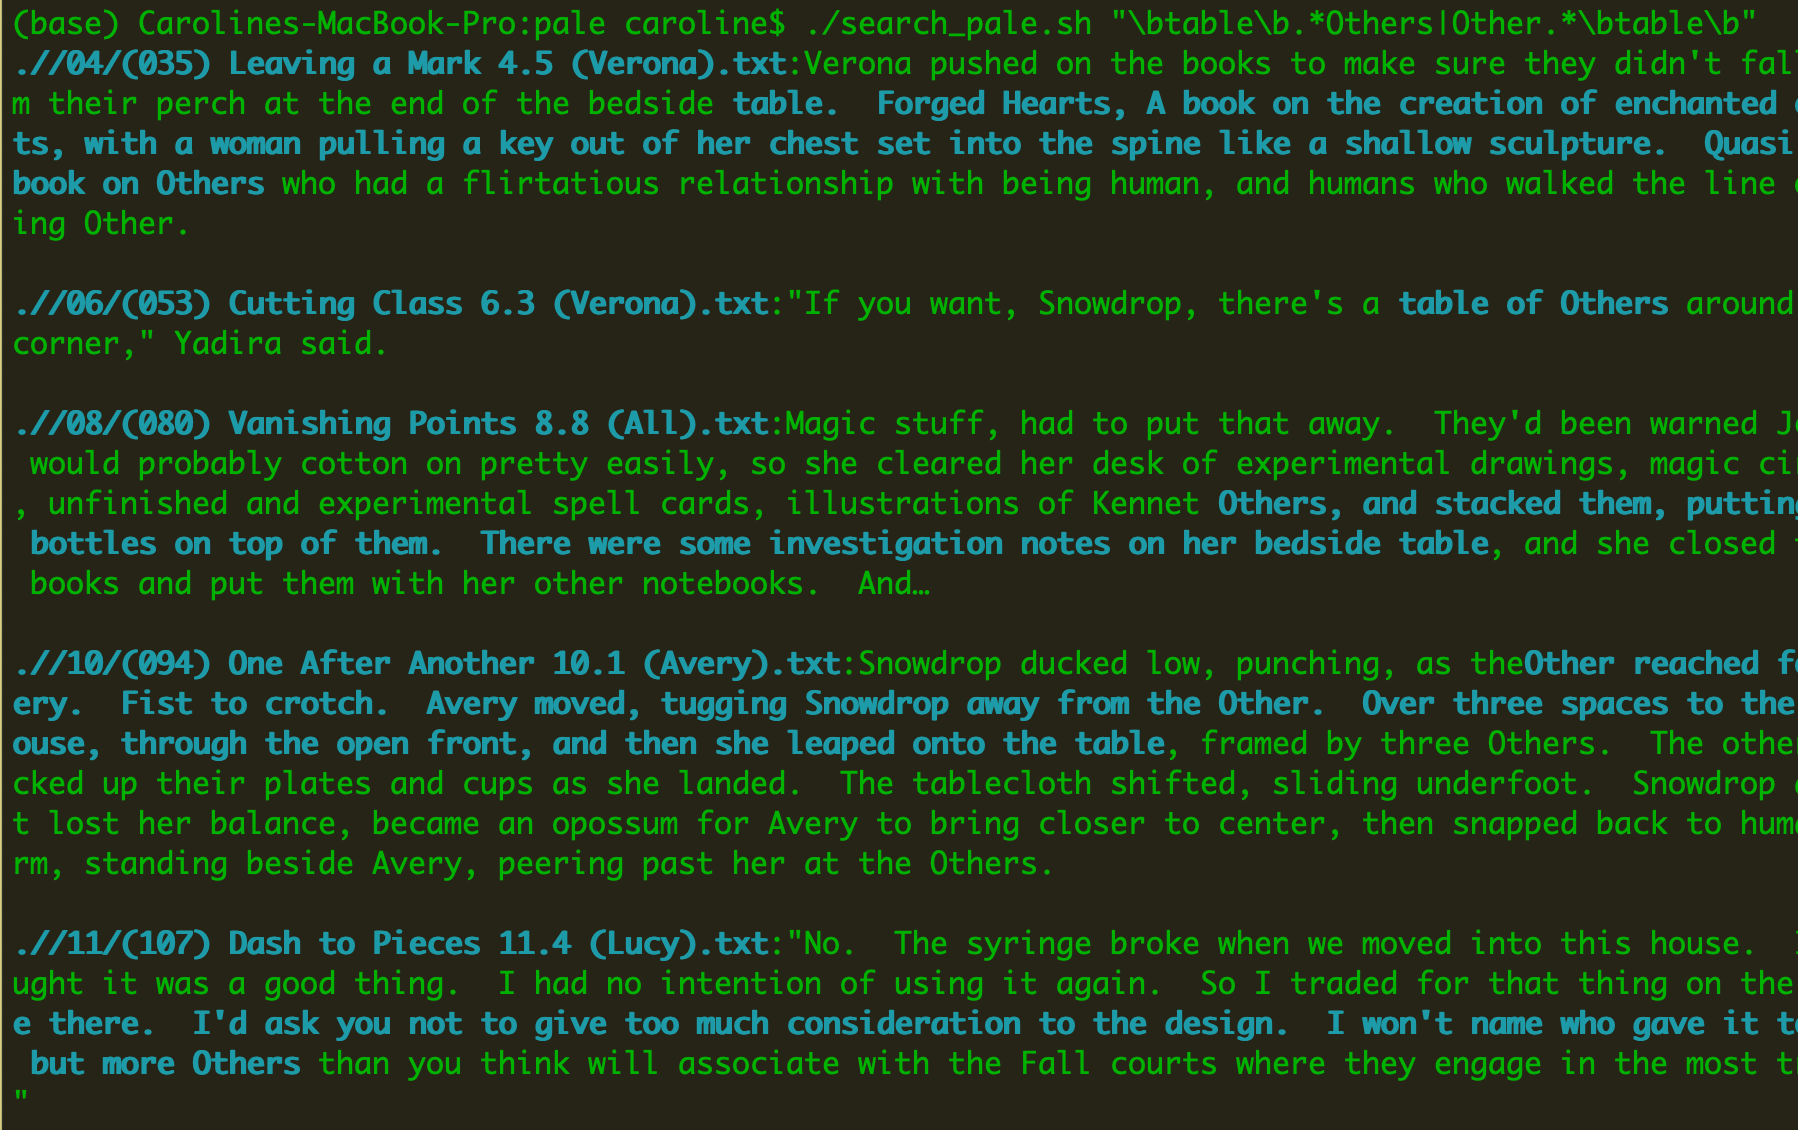 (base) Carolines-MacBook-Pro:pale caroline$ ./search_pale.sh "\btable\b.*Others|Other.*\btable\b"
.//04/(035) Leaving a Mark 4.5 (Verona).txt:Verona pushed on the books to make sure they didn't fal
m their perch at the end of the bedside table.  Forged Hearts, A book on the creation of enchanted
ts, with a woman pulling a key out of her chest set into the spine like a shallow sculpture.  Quasi
book on Others who had a flirtatious relationship with being human, and humans who walked the line
ing Other.
.//06/(053) Cutting Class 6.3 (Verona).txt:"If you want, Snowdrop, there's a table of Others around
corner," Yadira said.
.//08/(080) Vanishing Points 8.8 (All).txt:Magic stuff, had to put that away.  They'd been warned J
would probably cotton on pretty easily, so she cleared her desk of experimental drawings, magic ci
, unfinished and experimental spell cards, illustrations of Kennet Others, and stacked them, putting
bottles on top of them.  There were some investigation notes on her bedside table, and she closed
books and put them with her other notebooks.  And…
.//10/(094) One After Another 10.1 (Avery).txt:Snowdrop ducked low, punching, as theOther reached f
ery.  Fist to crotch.  Avery moved, tugging Snowdrop away from the Other.  Over three spaces to the
ouse, through the open front, and then she leaped onto the table, framed by three Others.  The other
cked up their plates and cups as she landed.  The tablecloth shifted, sliding underfoot.  Snowdrop
t lost her balance, became an opossum for Avery to bring closer to center, then snapped back to hum
rm, standing beside Avery, peering past her at the Others.
.//11/(107) Dash to Pieces 11.4 (Lucy).txt:"No.  The syringe broke when we moved into this house.
ught it was a good thing.  I had no intention of using it again.  So I traded for that thing on the
e there.  I'd ask you not to give too much consideration to the design.  I won't name who gave it t
but more Others than you think will associate with the Fall courts where they engage in the most t
"